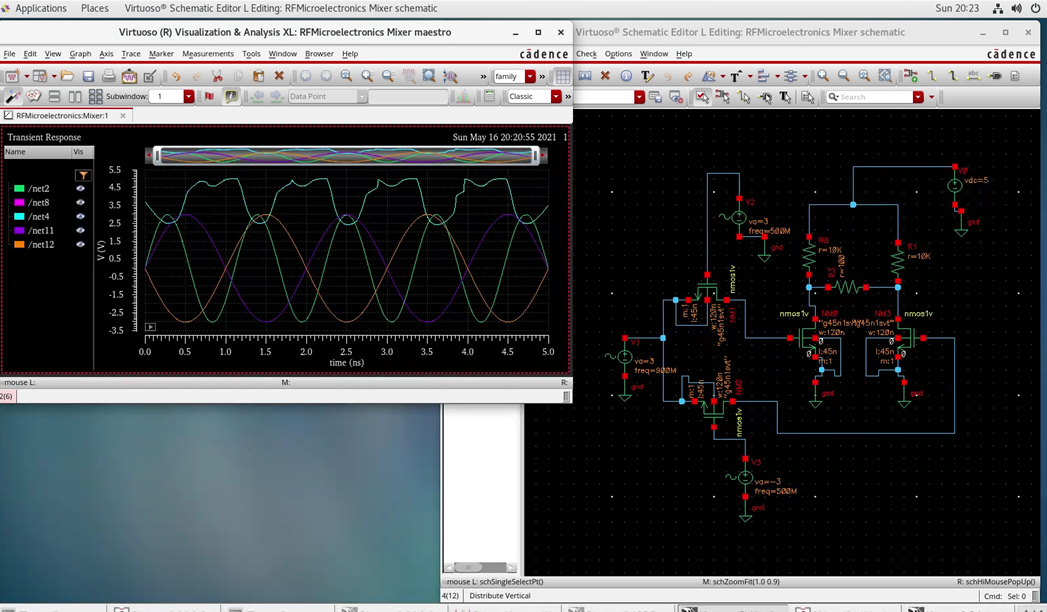 Applications Places Virtuoso® Schematic Editor L Editing: RFMicroelectronics Mixer schematic Sun 20:23
Virtuoso (R) Visualization & Analysis XL: RFMicroelectronics Mixer maestro
File Edit View Graph Axis Trace Marker Measurements Tools Window Browser Help cādence
» family »
Subwindow: 1 Data Point Classic »
RFMicroelectronics:Mixer:1
Transient Response Sun May 16 20:20:55 2021 1
Name Vis
/net2
/net8
/net4
/net11
/net12
5.5
4.5
3.5
2.5
1.5
0.5
-0.5
-1.5
-2.5
-3.5
V (V)
0.0 0.5 1.0 1.5 2.0 2.5 3.0 3.5 4.0 4.5 5.0
time (ns)
mouse L: M: R:
2(6)
Virtuoso® Schematic Editor L Editing: RFMicroelectronics Mixer schematic
Check Options Window Help cādence
Search
V0
vdc=5
gnd
V2
va=3
freq=500M
gnd
R0
r=10K
R1
r=10K
R3
r=100
nmos1v
NM1
"g45n1svt"
w:120n
l:45n
m:1
V1
va=3
freq=900M
gnd
nmos1v
"g45n1svt"
w:120n
l:45n
m:1
gnd
nmos1v
NM3
"g45n1svt"
w:120n
l:45n
m:1
gnd
NM2
w:120n
l:45n
m:1
nmos1v
V3
va=-3
freq=500M
gnd
mouse L: schSingleSelectPt() M: schZoomFit(1.0 0.9) R: schHiMousePopUp()
4(12) Distribute Vertical Cmd: Sel: 0